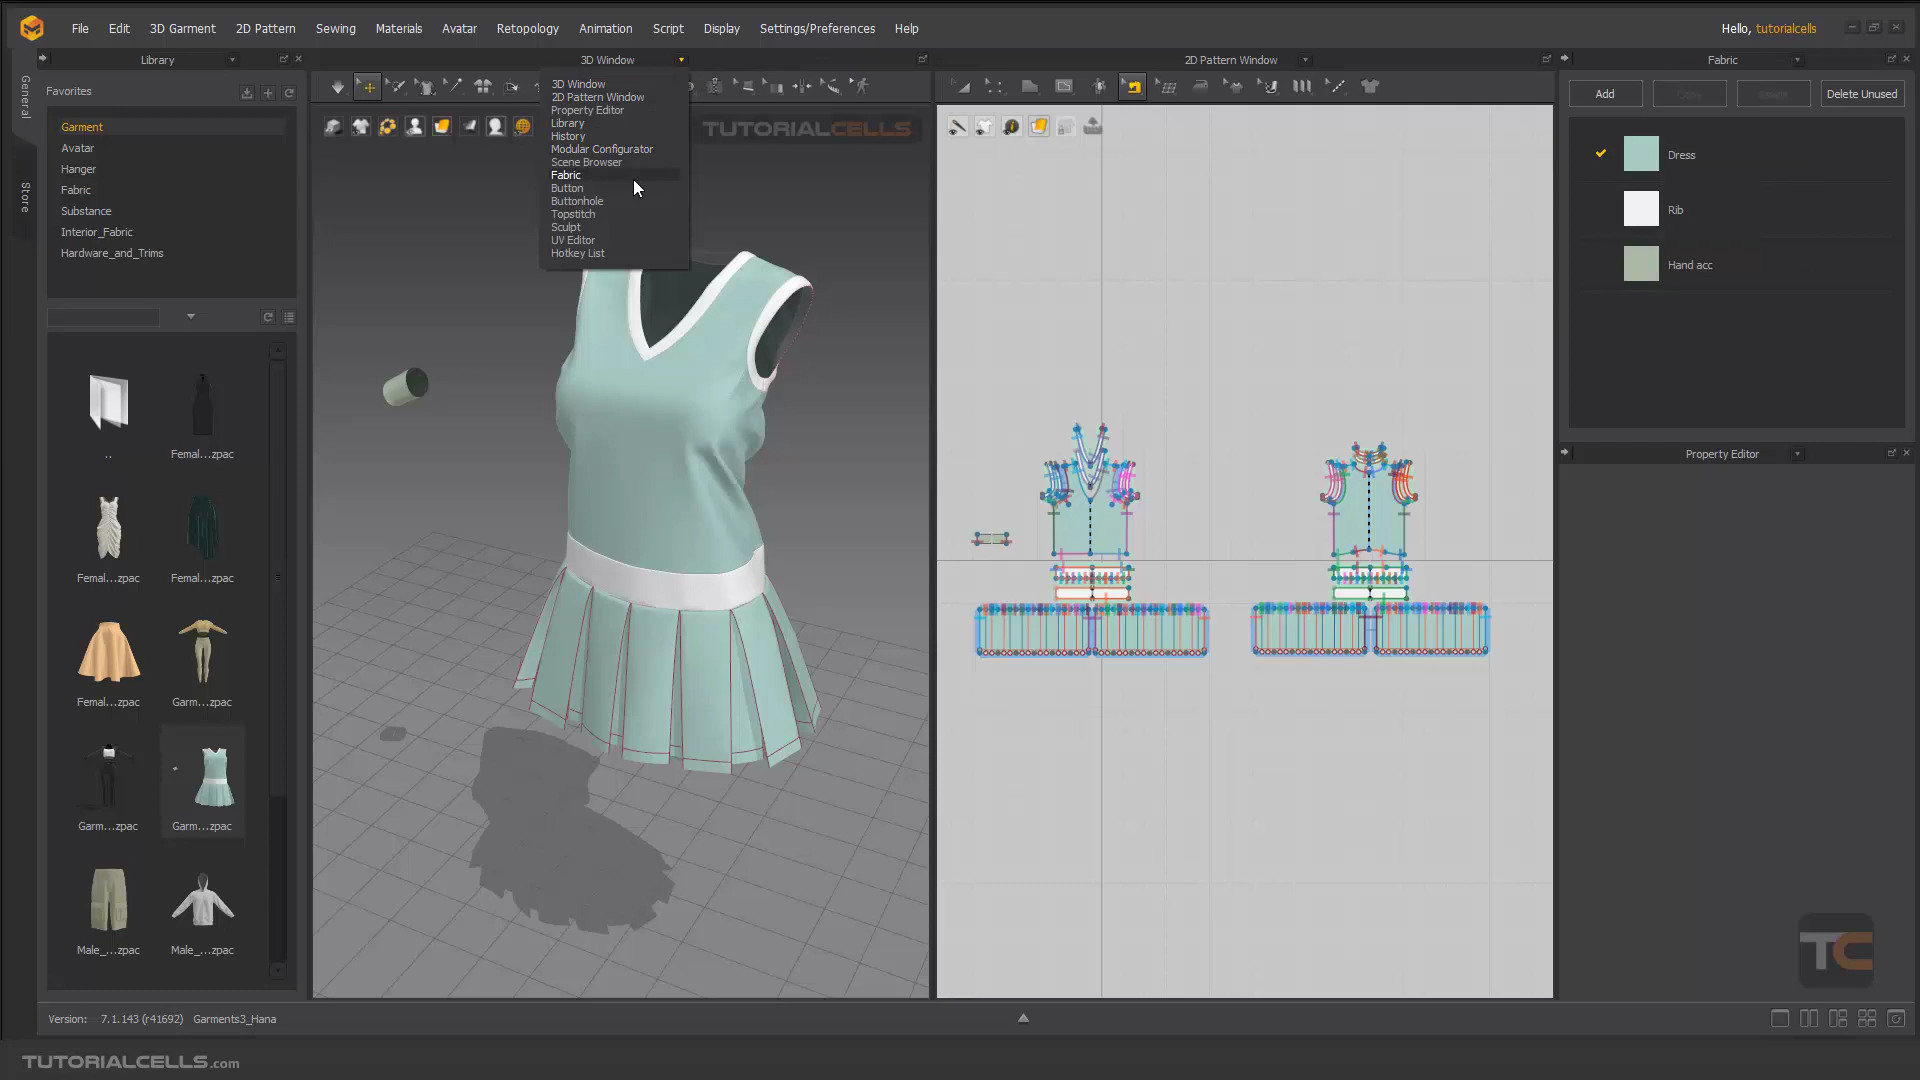 File Edit 3D Garment 2D Pattern Sewing Materials Avatar Retopology Animation Script Display Settings/Preferences Help
Hello, tutorialcells
Library
3D Window
2D Pattern Window
Fabric
General
Store
Favorites
Garment
Avatar
Hanger
Fabric
Substance
Interior_Fabric
Hardware_and_Trims
..
Femal...zpac
Femal...zpac
Femal...zpac
Femal...zpac
Garm...zpac
Garm...zpac
Garm...zpac
Male_...zpac
Male_...zpac
3D Window
2D Pattern Window
Property Editor
Library
History
Modular Configurator
Scene Browser
Fabric
Button
Buttonhole
Topstitch
Sculpt
UV Editor
Hotkey List
TUTORIALCELLS
Add
Delete Unused
Dress
Rib
Hand acc
Property Editor
TC
Version: 7.1.143 (r41692) Garments3_Hana
TUTORIALCELLS.com